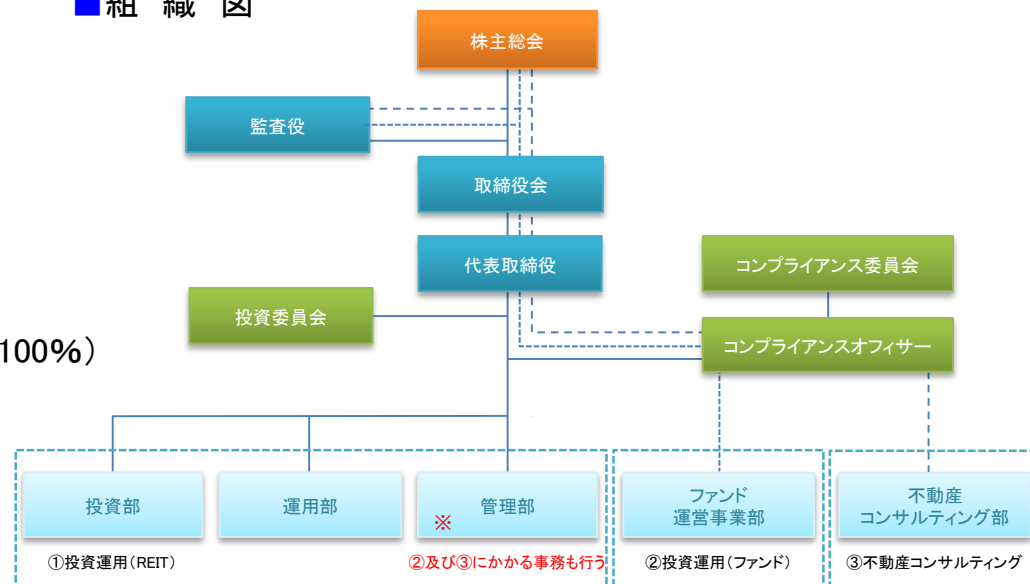 ■組 織 図
株主総会
監査役
取締役会
代表取締役
コンプライアンス委員会
投資委員会
コンプライアンスオフィサー
100%）
投資部
運用部
※ 管理部
ファンド
運営事業部
不動産
コンサルティング部
①投資運用（REIT）
②及び③にかかる事務も行う
②投資運用（ファンド）
③不動産コンサルティング